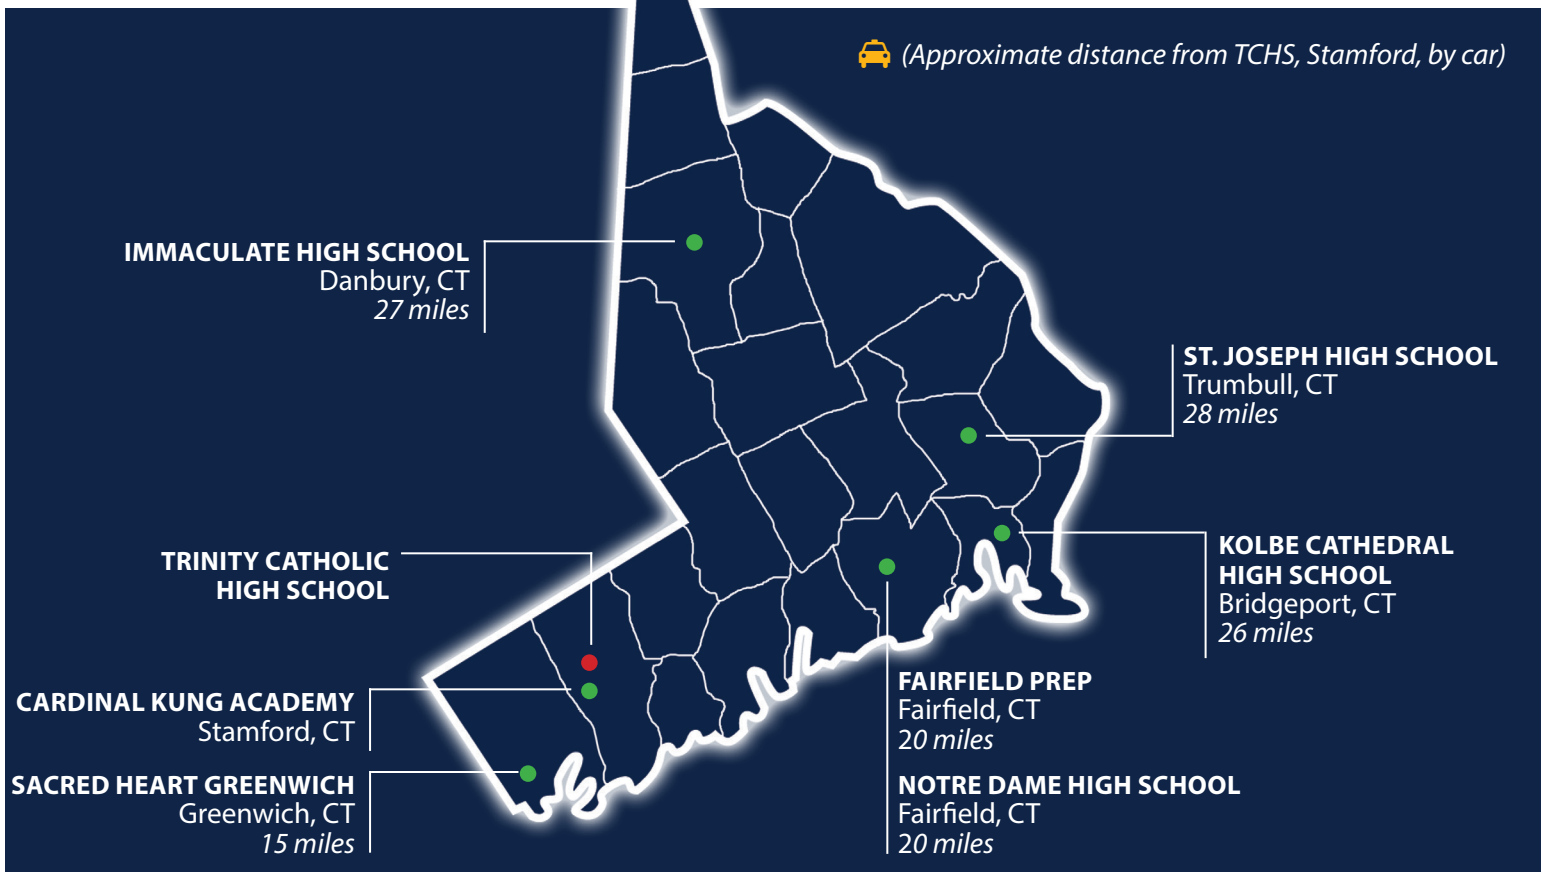 (Approximate distance from TCHS, Stamford, by car)
IMMACULATE HIGH SCHOOL
Danbury, CT
27 miles
ST. JOSEPH HIGH SCHOOL
Trumbull, CT
28 miles
KOLBE CATHEDRAL
HIGH SCHOOL
Bridgeport, CT
26 miles
TRINITY CATHOLIC
HIGH SCHOOL
CARDINAL KUNG ACADEMY
Stamford, CT
SACRED HEART GREENWICH
Greenwich, CT
15 miles
FAIRFIELD PREP
Fairfield, CT
20 miles
NOTRE DAME HIGH SCHOOL
Fairfield, CT
20 miles